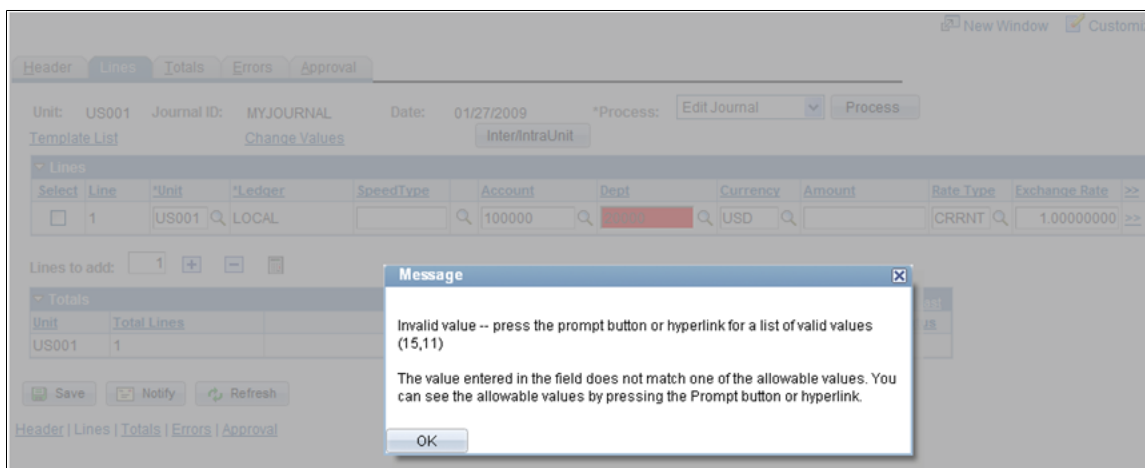 New Window Customiz
Header Lines Totals Errors Approval
Unit: US001 Journal ID: MYJOURNAL Date: 01/27/2009 *Process: Edit Journal Process
Template List Change Values Inter/IntraUnit
Lines
Select Line *Unit *Ledger SpeedType Account Dept Currency Amount Rate Type Exchange Rate >>
1 US001 LOCAL 100000 USD CRRNT 1.00000000 >>
Lines to add: 1
Message
Totals
Unit Total Lines
US001 1
Invalid value -- press the prompt button or hyperlink for a list of valid values
(15,11)
The value entered in the field does not match one of the allowable values. You
can see the allowable values by pressing the Prompt button or hyperlink.
OK
Save Notify Refresh
Header | Lines | Totals | Errors | Approval